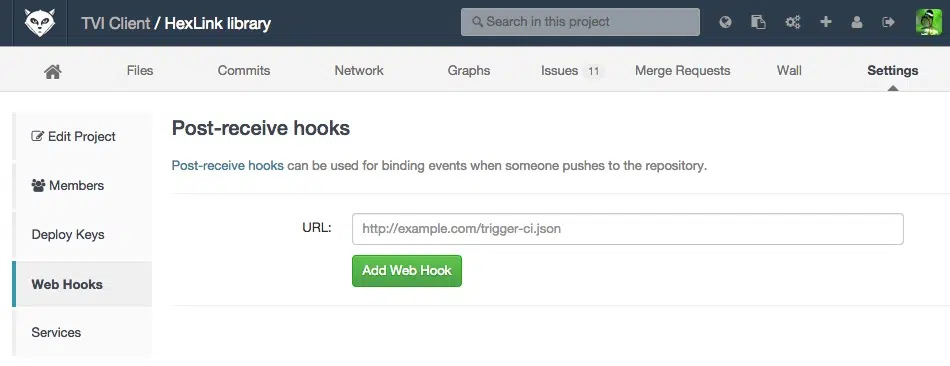 TVI Client / HexLink library
Search in this project
Files
Commits
Network
Graphs
Issues 11
Merge Requests
Wall
Settings
Edit Project
Members
Deploy Keys
Web Hooks
Services
Post-receive hooks
Post-receive hooks can be used for binding events when someone pushes to the repository.
URL:
http://example.com/trigger-ci.json
Add Web Hook